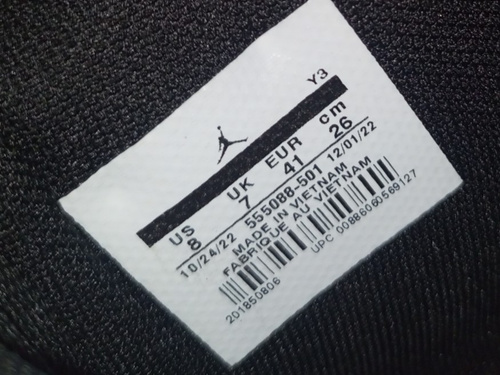 Y3
US UK EUR cm
8 7 41 26
10/24/22 555088-501 12/01/22
MADE IN VIETNAM
FABRIQUE AU VIETNAM
201850806 UPC 00886060569127